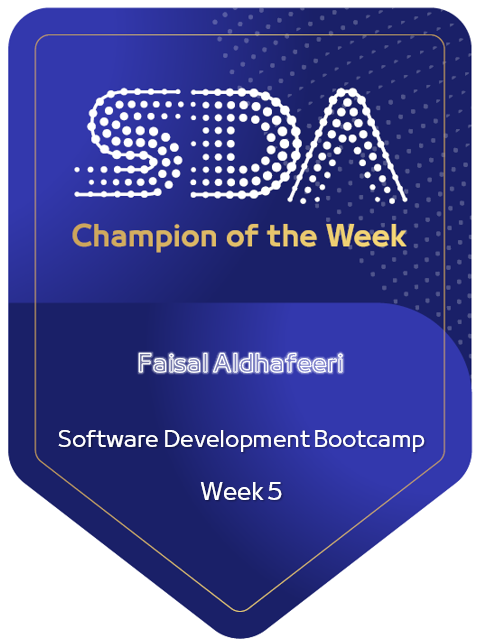 SDA
Champion of the Week
Faisal Aldhafeeri
Software Development Bootcamp
Week 5